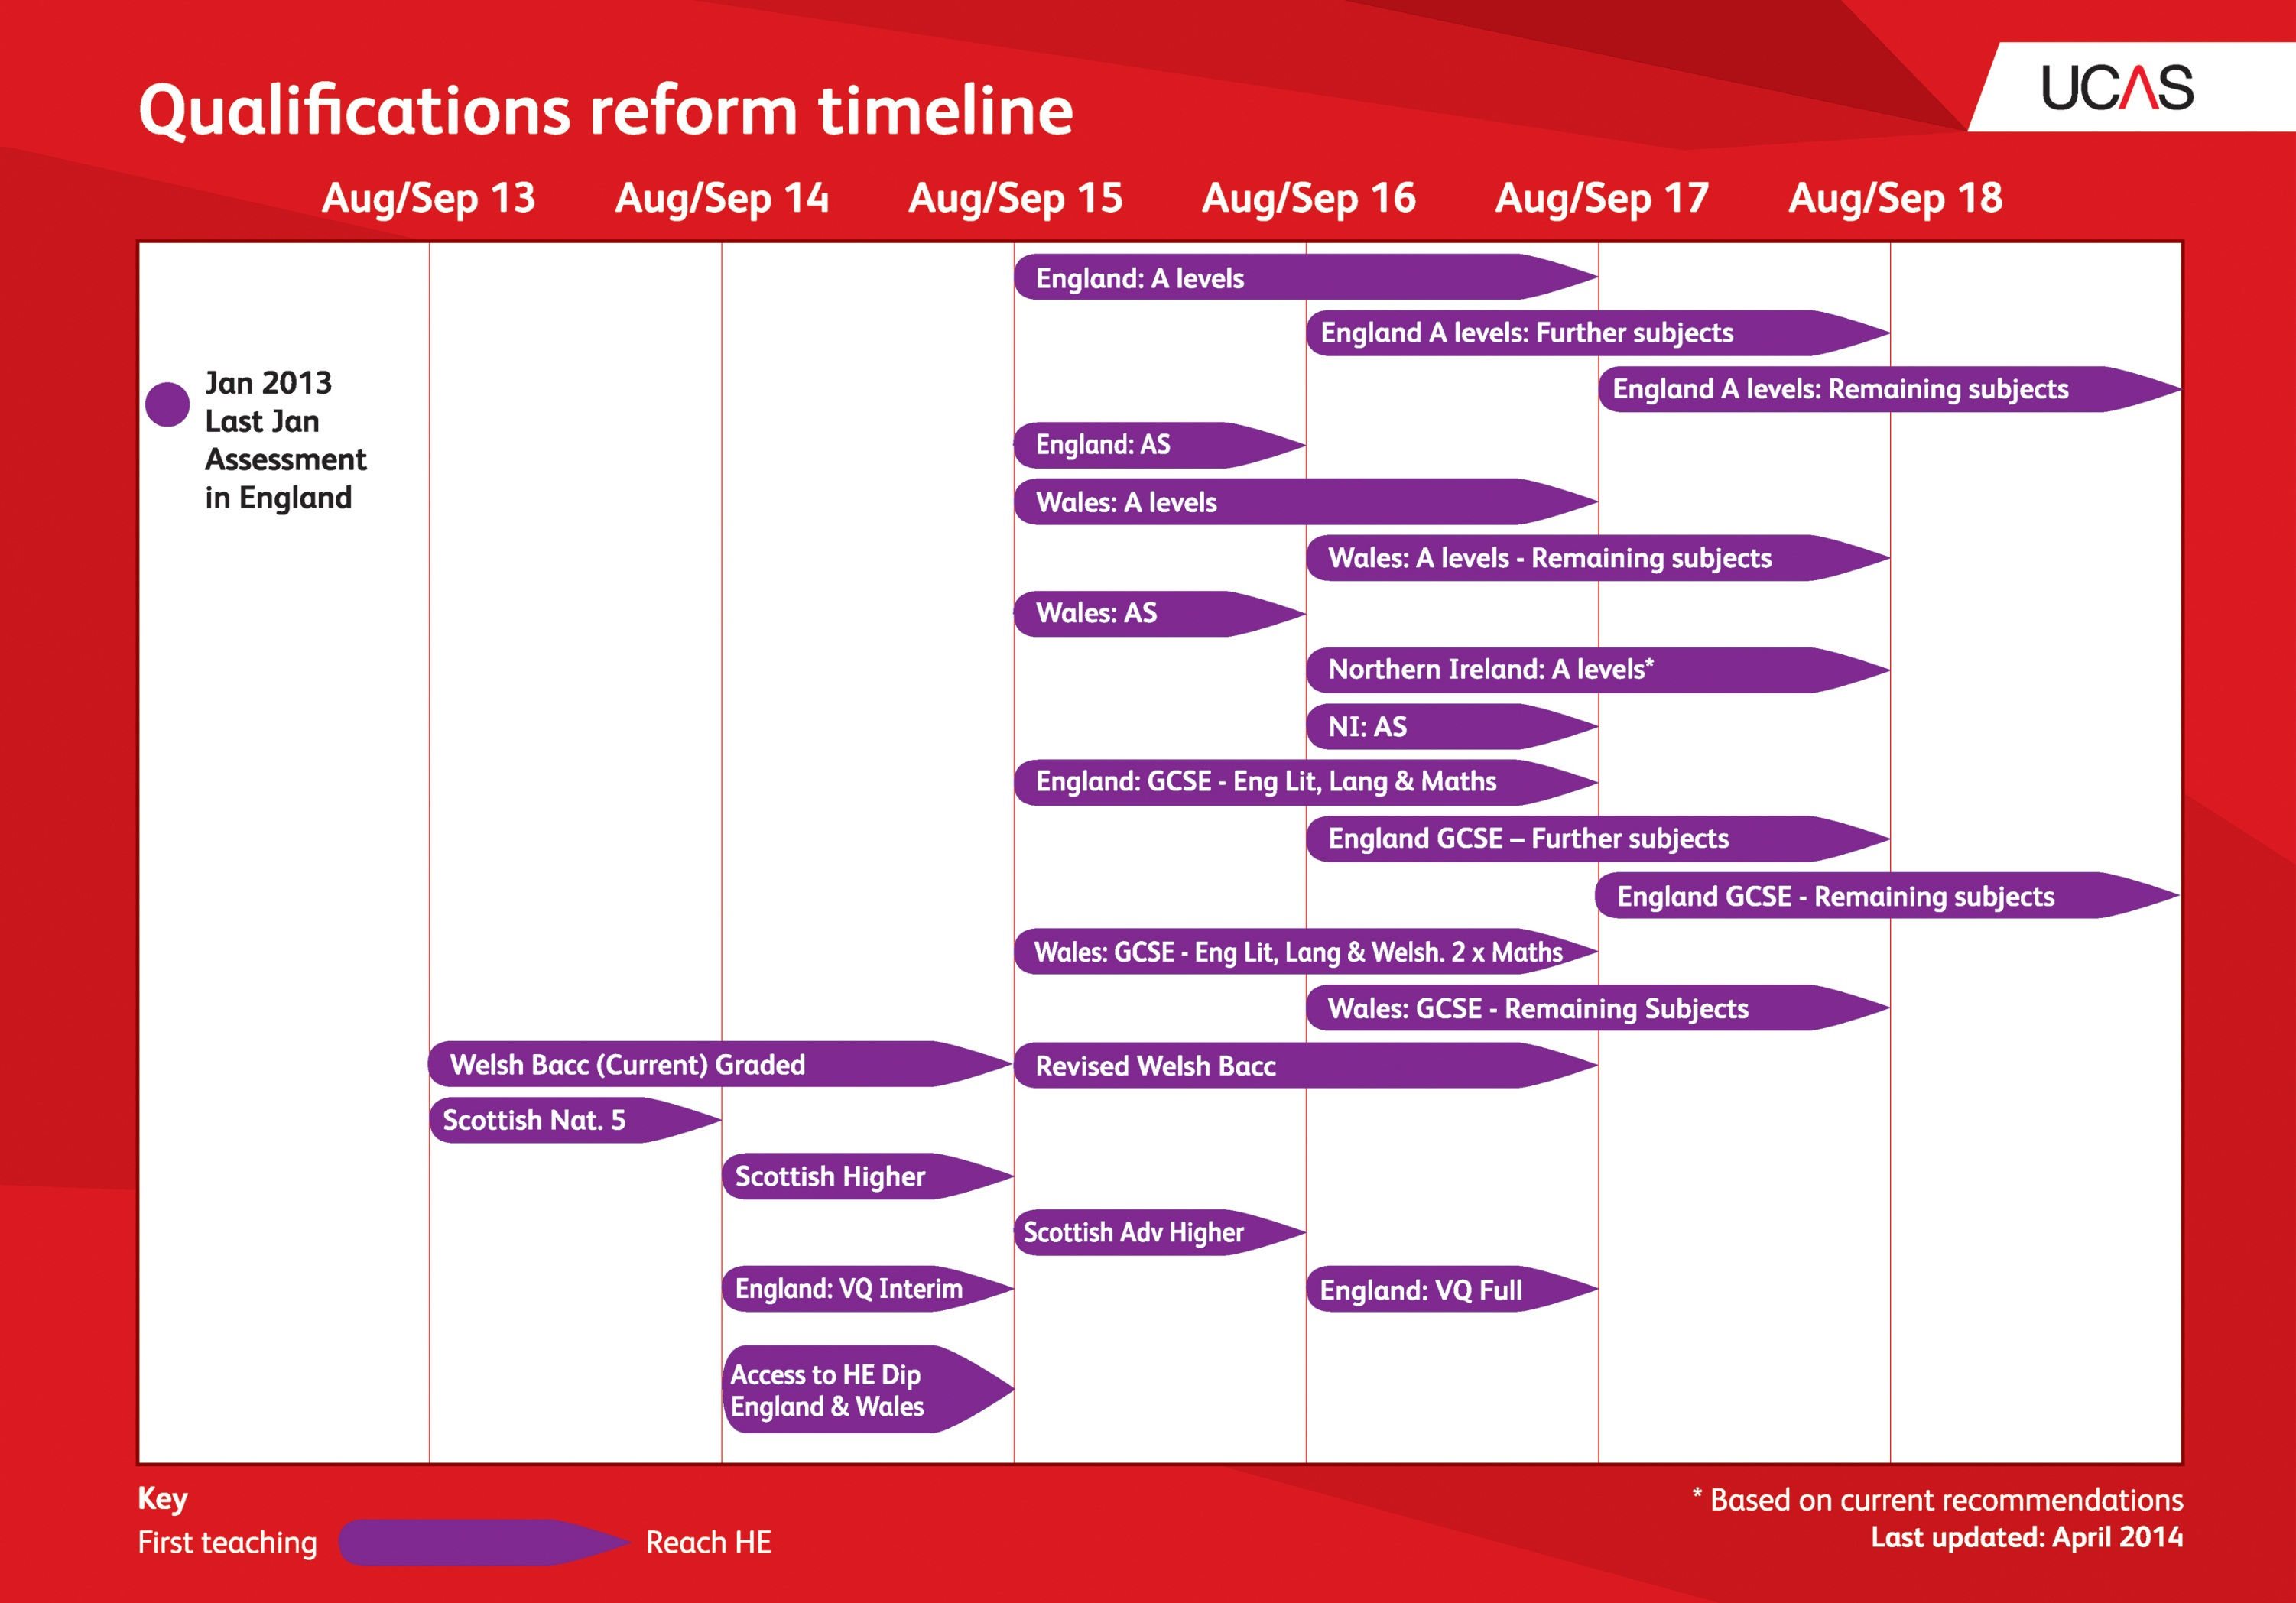 UCAS
Qualifications reform timeline
Aug/Sep 13
Aug/Sep 14
Aug/Sep 15
Aug/Sep 16
Aug/Sep 17
Aug/Sep 18
England: A levels
England A levels: Further subjects
Jan 2013
Last Jan
Assessment
in England
England A levels: Remaining subjects
England: AS
Wales: A levels
Wales: A levels - Remaining subjects
Wales: AS
Northern Ireland: A levels*
NI: AS
England: GCSE - Eng Lit, Lang & Maths
England GCSE – Further subjects
England GCSE - Remaining subjects
Wales: GCSE - Eng Lit, Lang & Welsh. 2 x Maths
Wales: GCSE - Remaining Subjects
Welsh Bacc (Current) Graded
Revised Welsh Bacc
Scottish Nat. 5
Scottish Higher
Scottish Adv Higher
England: VQ Interim
England: VQ Full
Access to HE Dip
England & Wales
Key
First teaching
Reach HE
* Based on current recommendations
Last updated: April 2014